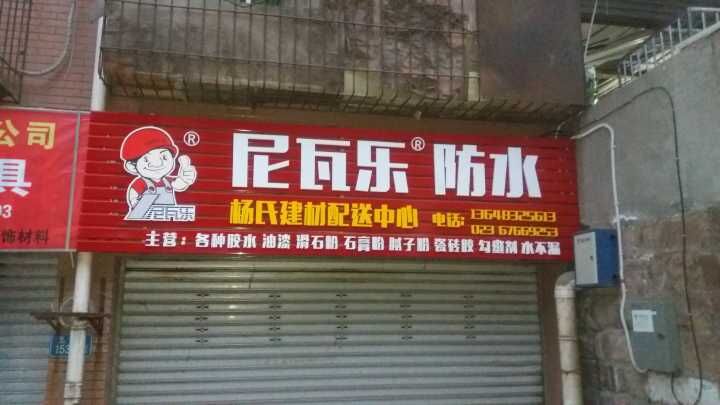 公司
具
03
饰材料
®
尼瓦乐
尼瓦乐® 防水
杨氏建材配送中心 电话: 13648325613
023 67669253
主营: 各种胶水 油漆 滑石粉 石膏粉 腻子粉 瓷砖胶 勾缝剂 水不漏
153